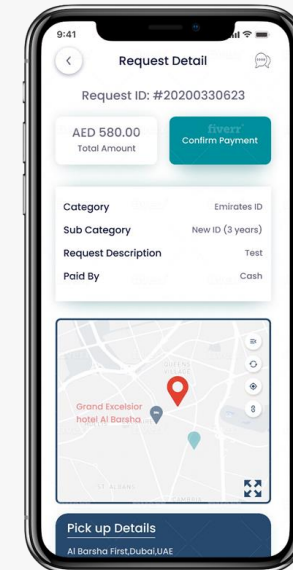 9:41
Request Detail
Request ID: #20200330623
AED 580.00
Total Amount
fiverr
Confirm Payment
Category
Emirates ID
Sub Category
New ID (3 years)
Request Description
Test
Paid By
Cash
Grand Excelsior
hotel Al Barsha
ST ALBANS
Pick up Details
Al Barsha First,Dubai,UAE